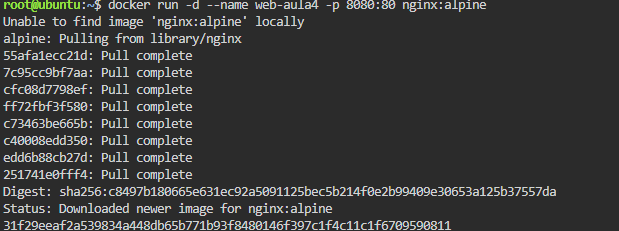 root@ubuntu:~$ docker run -d --name web-aula4 -p 8080:80 nginx:alpine
Unable to find image 'nginx:alpine' locally
alpine: Pulling from library/nginx
55afa1ecc21d: Pull complete
7c95cc9bf7aa: Pull complete
cfc08d7798ef: Pull complete
ff72fbf3f580: Pull complete
c73463be665b: Pull complete
c40008edd350: Pull complete
edd6b88cb27d: Pull complete
251741e0fff4: Pull complete
Digest: sha256:c8497b180665e631ec92a5091125bec5b214f0e2b99409e30653a125b37557da
Status: Downloaded newer image for nginx:alpine
31f29eeaf2a539834a448db65b771b93f8480146f397c1f4c11c1f6709590811